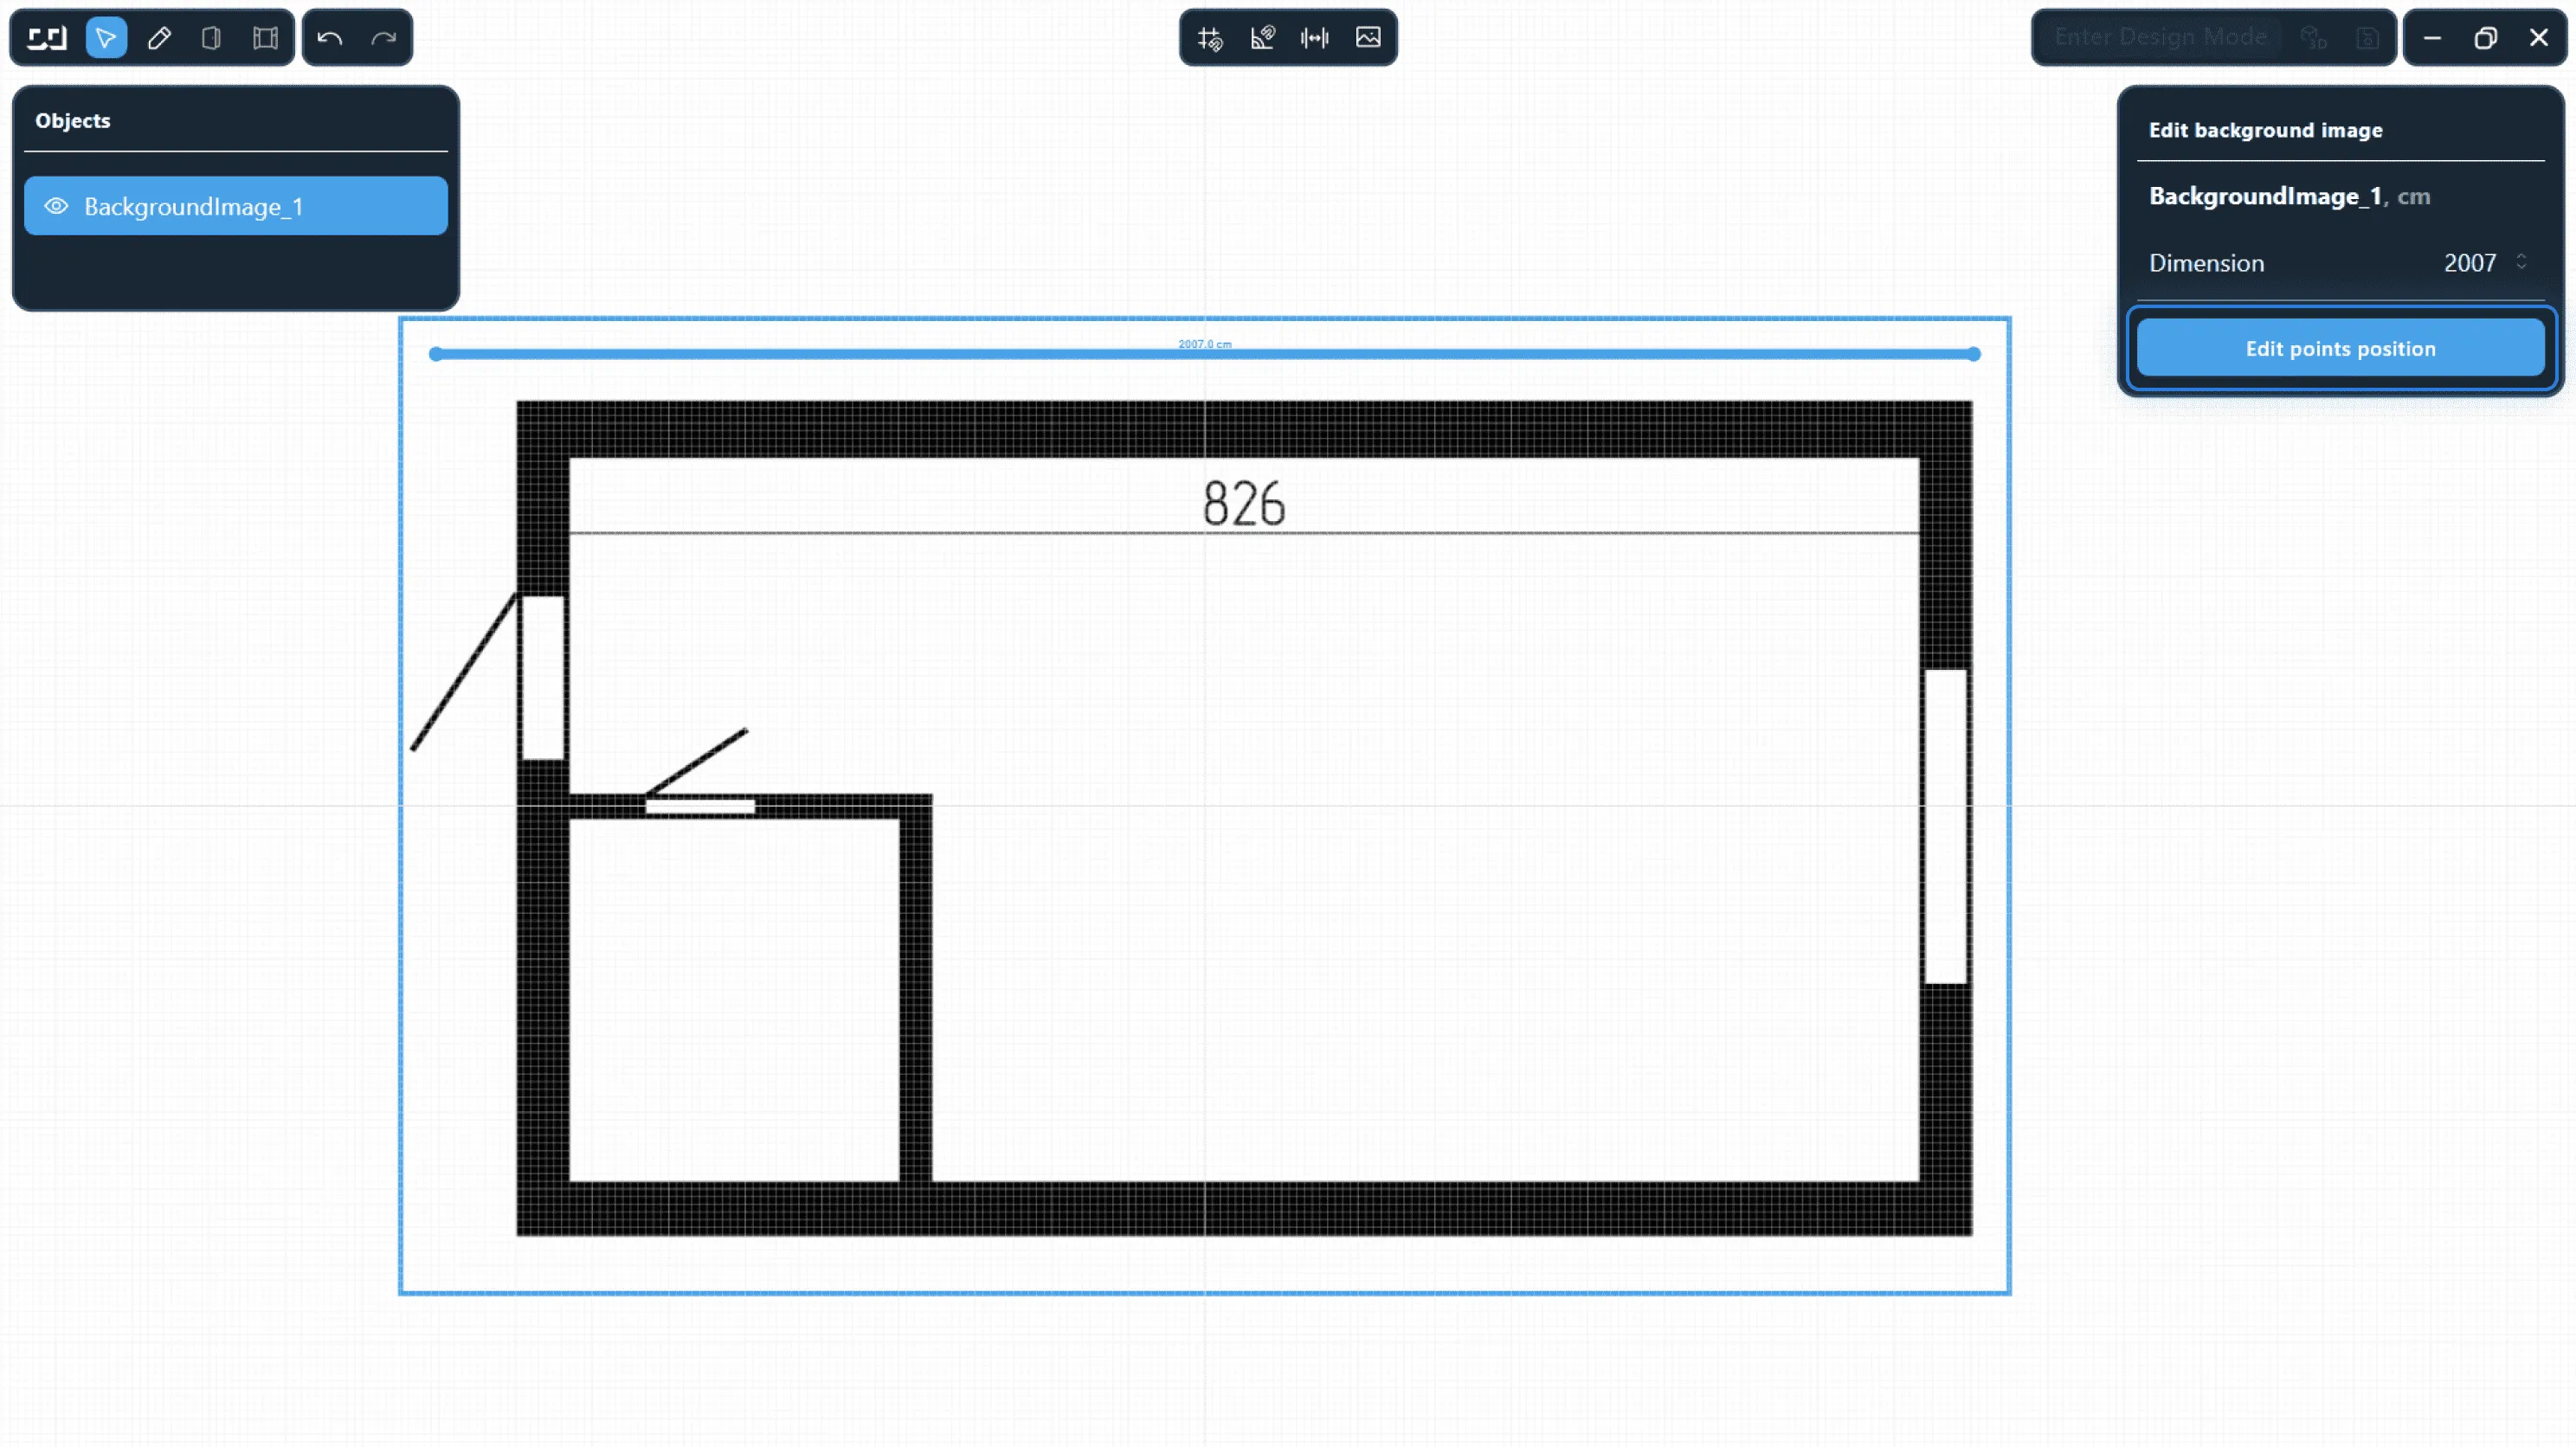 Enter Design Mode
3D
Objects
BackgroundImage_1
Edit background image
BackgroundImage_1, cm
Dimension 2007
Edit points position
2007.0 cm
826